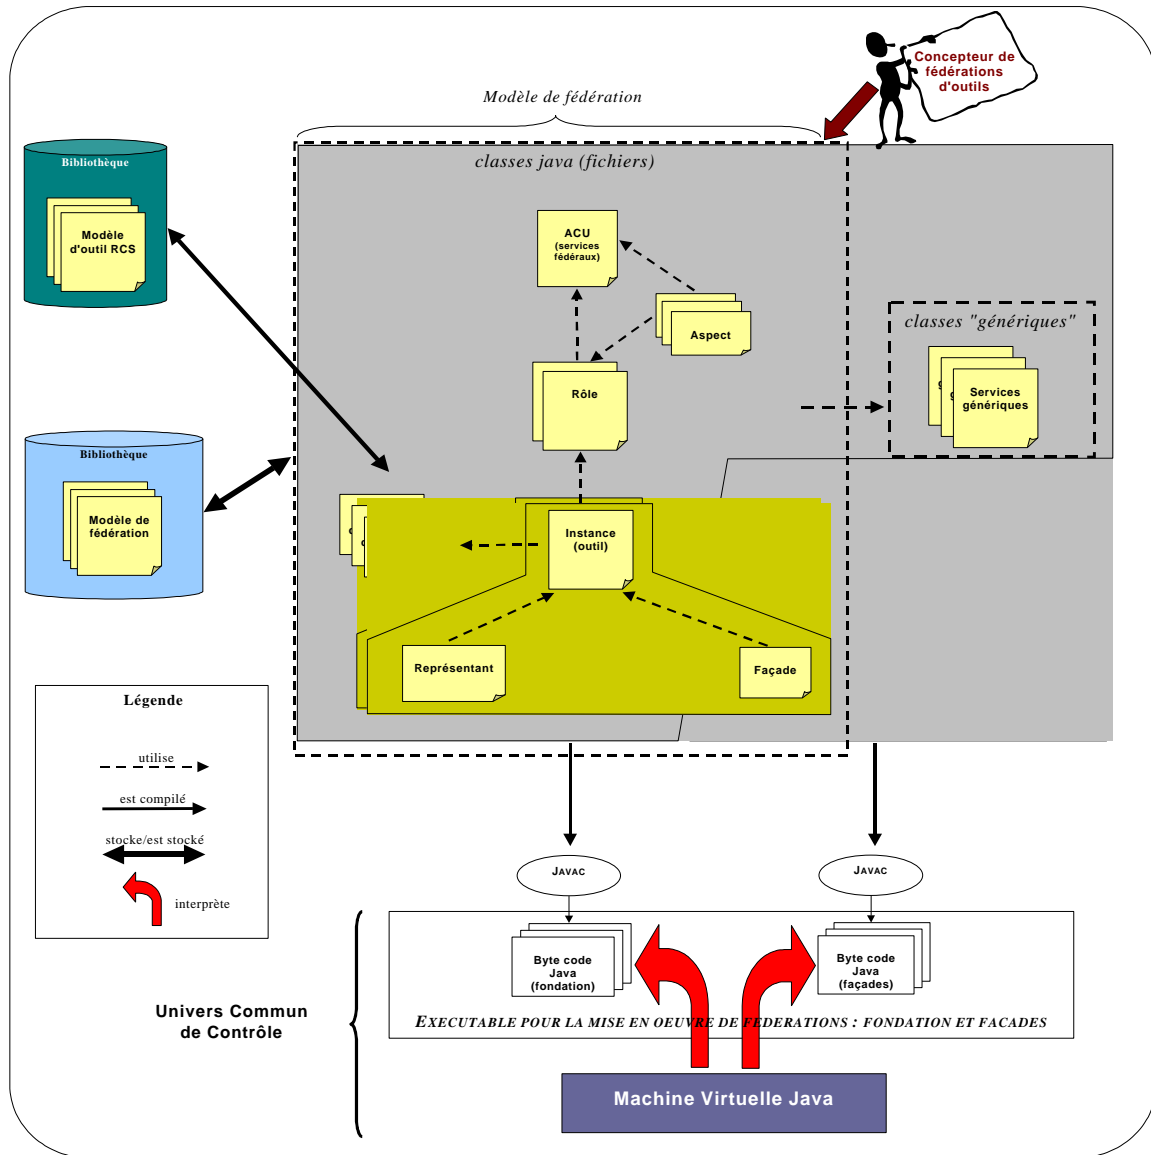 Concepteur de
fédérations
d'outils
Modèle de fédération
classes java (fichiers)
Bibliothèque
Modèle
d'outil RCS
ACU
(services
fédéraux)
Aspect
classes "génériques"
Services
génériques
Rôle
Bibliothèque
Modèle de
fédération
Instance
(outil)
Représentant
Façade
Légende
utilise
est compilé
stocke/est stocké
interprète
JAVAC
JAVAC
Byte code
Java
(fondation)
Byte code
Java
(façades)
Univers Commun
de Contrôle
EXECUTABLE POUR LA MISE EN OEUVRE DE FEDERATIONS : FONDATION ET FACADES
Machine Virtuelle Java